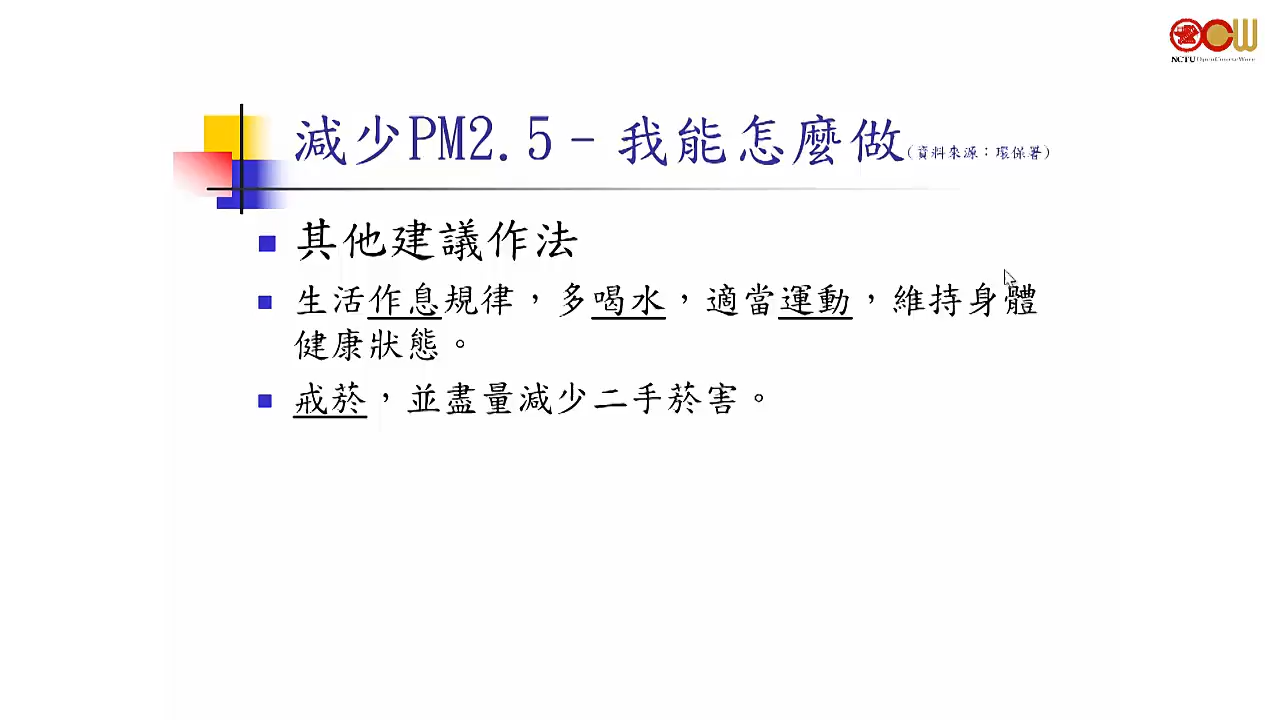 NCTU OpenCourseWare
減少PM2.5-我能怎麼做(資料來源:環保署)
其他建議作法
生活作息規律,多喝水,適當運動,維持身體
健康狀態。
戒菸,並盡量減少二手菸害。